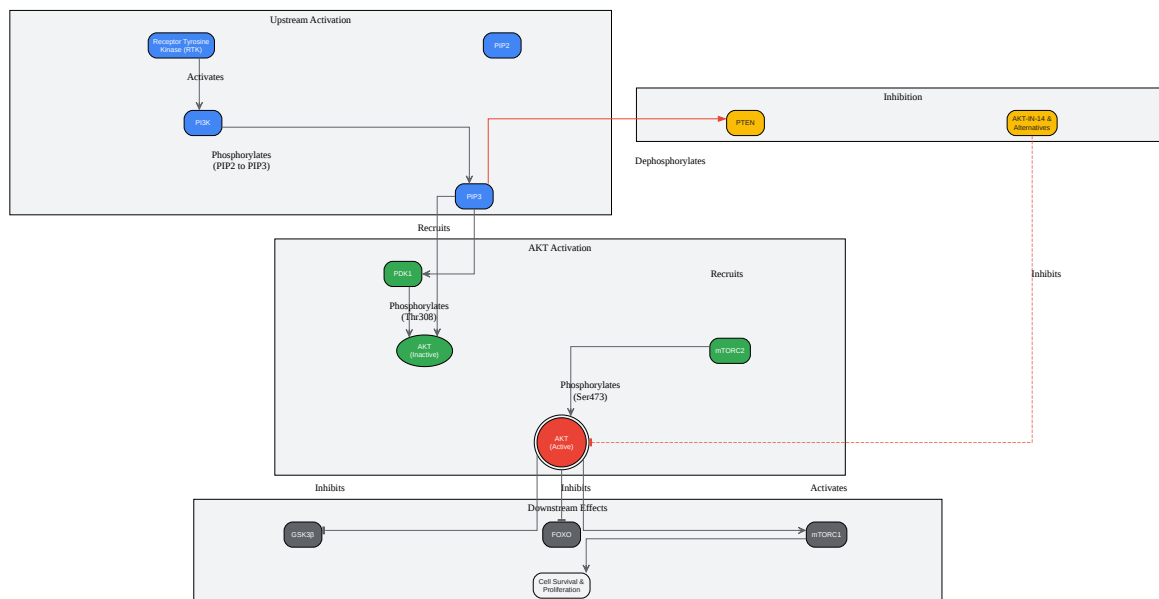 Upstream Activation
Receptor Tyrosine
Kinase (RTK)
PIP2
Activates
Inhibition
PI3K
PTEN
AKT-IN-14 &
Alternatives
Phosphorylates
(PIP2 to PIP3)
Dephosphorylates
PIP3
Recruits
AKT Activation
PDK1
Recruits
Inhibits
Phosphorylates
(Thr308)
AKT
(Inactive)
mTORC2
Phosphorylates
(Ser473)
AKT
(Active)
Inhibits
Inhibits
Activates
Downstream Effects
GSK3β
FOXO
mTORC1
Cell Survival &
Proliferation